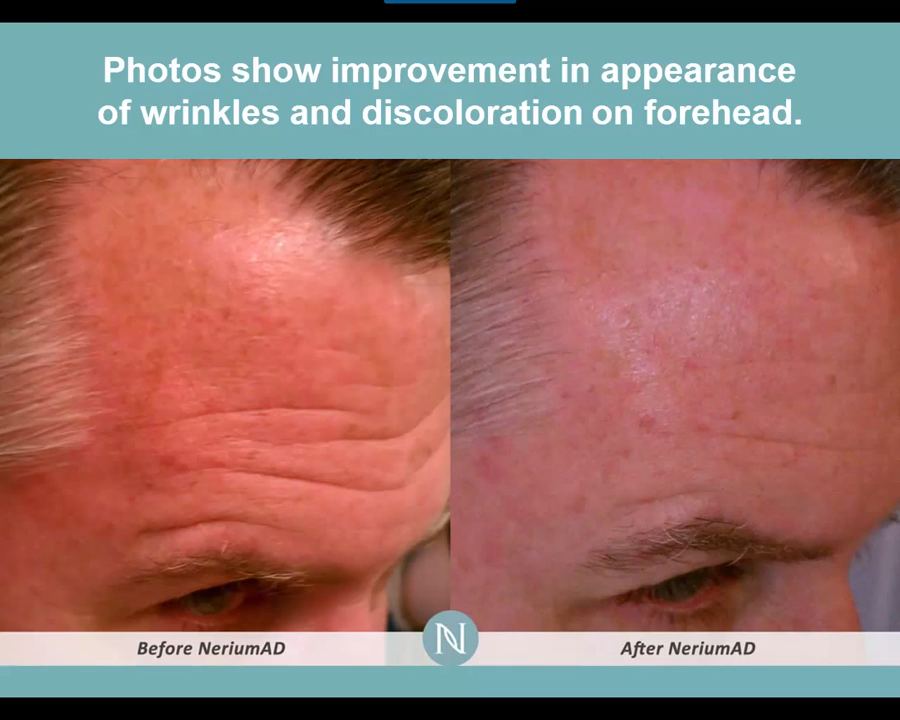 Photos show improvement in appearance
of wrinkles and discoloration on forehead.
Before NeriumAD
N
After NeriumAD